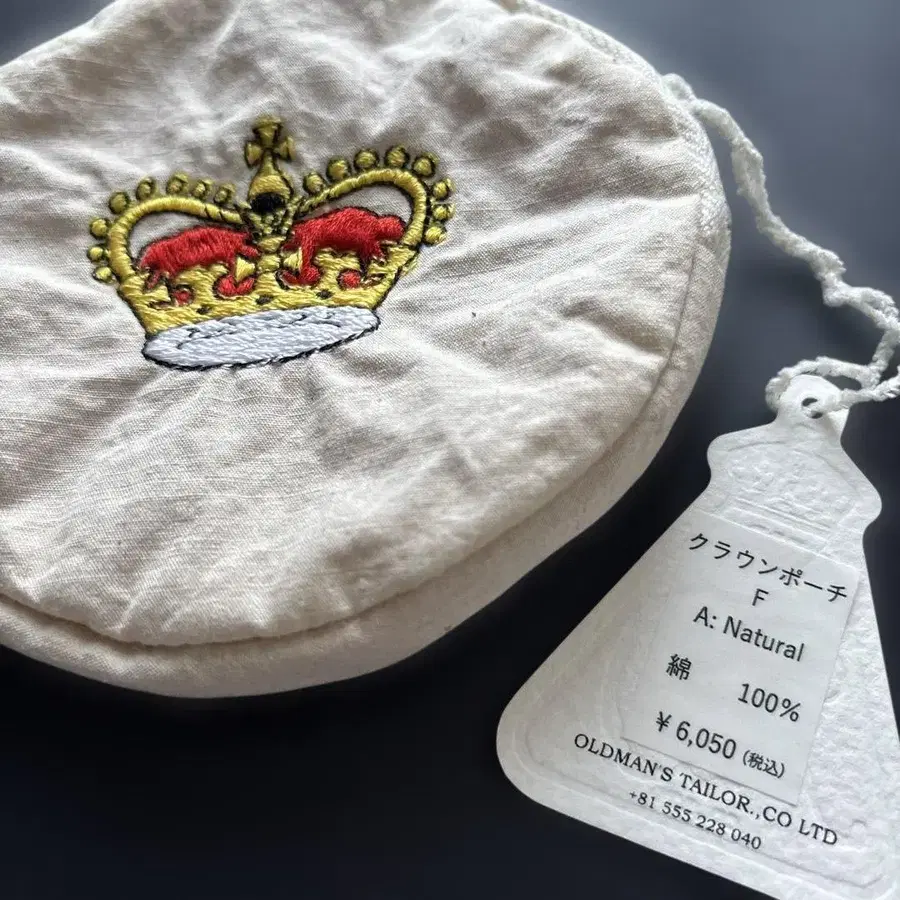 クラウンポーチ
F
A: Natural
綿 100%
¥ 6,050 (税込)
OLDMAN'S TAILOR.,CO LTD
+81 555 228 040